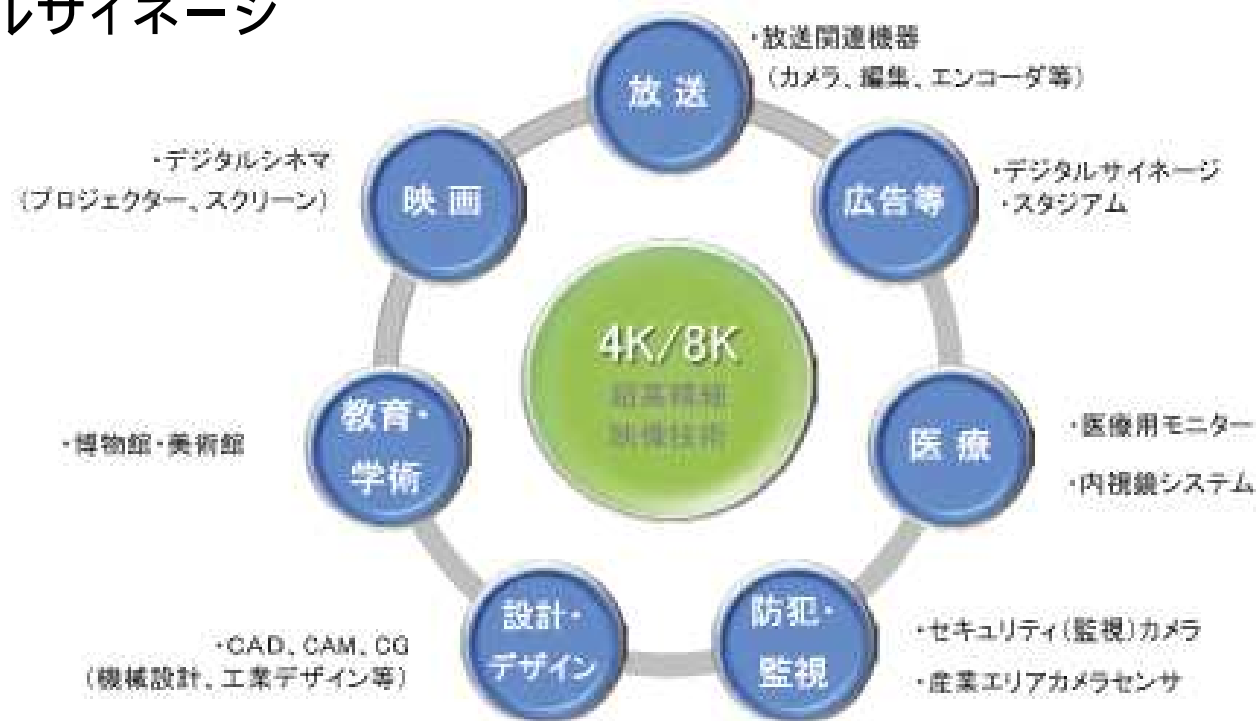 ルサイネージ
放送
・放送関連機器
(カメラ、編集、エンコーダ等)
映画
・デジタルシネマ
(プロジェクター、スクリーン)
広告等
・デジタルサイネージ
・スタジアム
4K/8K
超高精細
映像技術
教育・
学術
・博物館・美術館
医療
・医療用モニター
・内視鏡システム
設計・
デザイン
・CAD、CAM、CG
(機械設計、工業デザイン等)
防犯・
監視
・セキュリティ(監視)カメラ
・産業エリアカメラセンサ